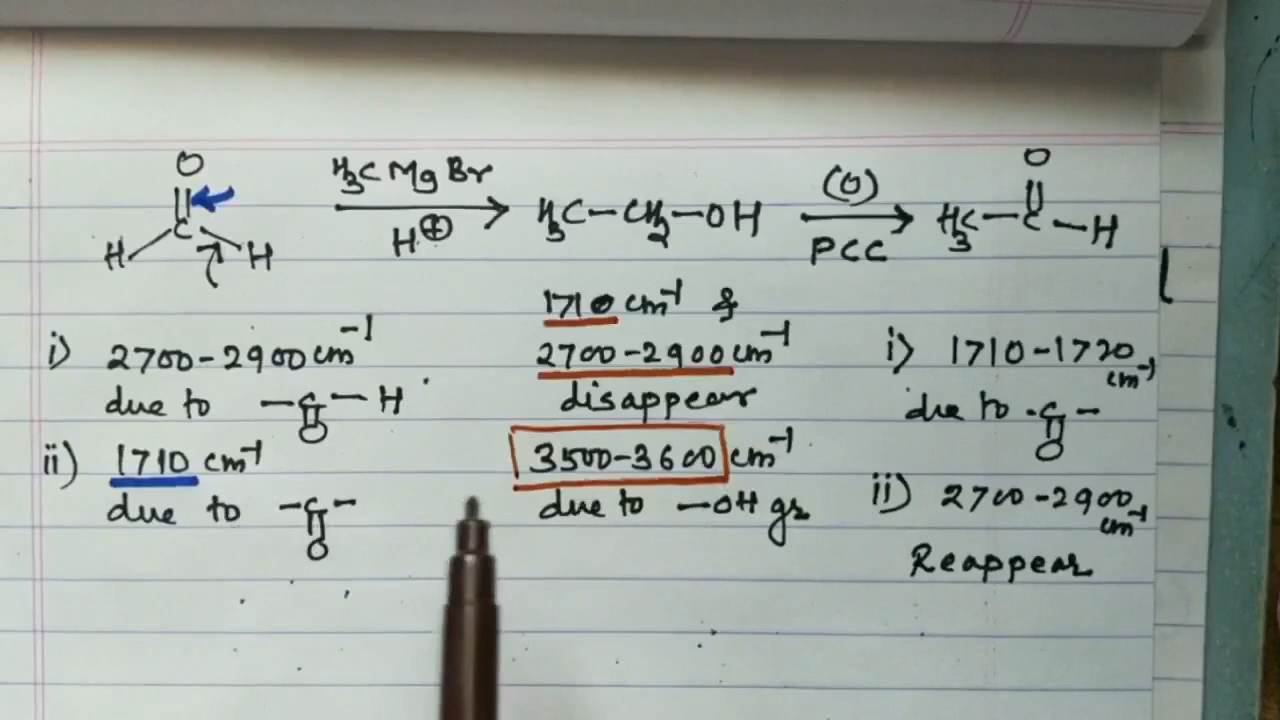 O
H₃C Mg Br
(O)
O
C
H
H
H⊕
H₃C-CH₂-OH
PCC
H₃C-C-H
1710 cm⁻¹ &
i) 2700-2900 cm⁻¹
2700-2900 cm⁻¹
i) 1710-1720 cm⁻¹
due to -C-H
O
disappear
due to -C-
O
ii) 1710 cm⁻¹
3500-3600 cm⁻¹
ii) 2700-2900 cm⁻¹
due to -C-
O
due to -OH gr
Reappear